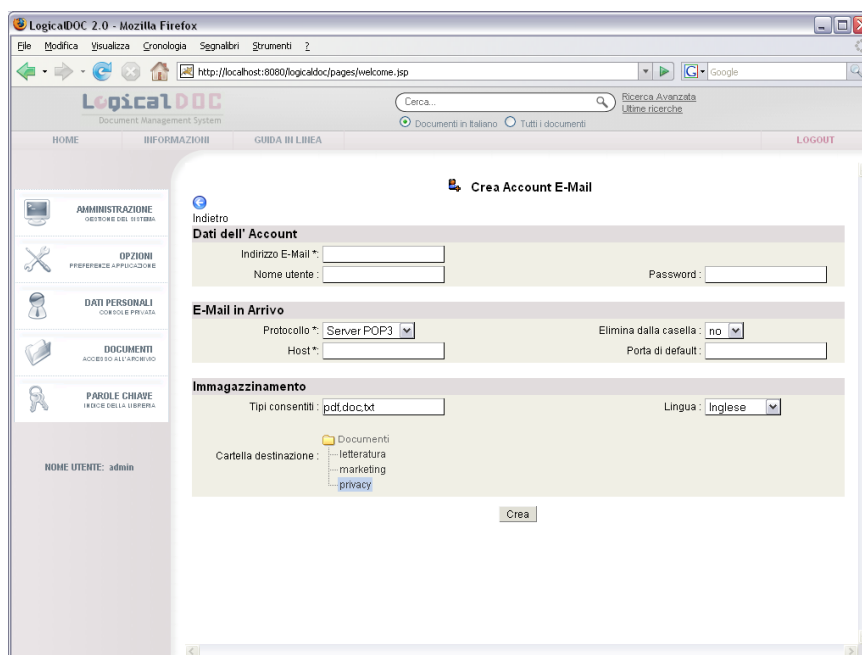 LogicalDOC 2.0 - Mozilla Firefox
File Modifica Visualizza Cronologia Segnalibri Strumenti ?
http://localhost:8080/logicaldoc/pages/welcome.jsp
G Google
LogicalDOC
Document Management System
Cerca...
Ricerca Avanzata
Ultime ricerche
Documenti in Italiano Tutti i documenti
HOME INFORMAZIONI GUIDA IN LINEA LOGOUT
Crea Account E-Mail
Indietro
AMMINISTRAZIONE
GESTIONE DEL SISTEMA
OPZIONI
PREFERENZE APPLICAZIONE
DATI PERSONALI
CONSOLE PRIVATA
DOCUMENTI
ACCESSO ALL'ARCHIVIO
PAROLE CHIAVE
INDICE DELLA LIBRERIA
NOME UTENTE: admin
Dati dell' Account
Indirizzo E-Mail *:
Nome utente : Password :
E-Mail in Arrivo
Protocollo *: Server POP3 Elimina dalla casella : no
Host *: Porta di default :
Immagazzinamento
Tipi consentiti : pdf,doc,txt Lingua : Inglese
Cartella destinazione :
Documenti
letteratura
marketing
privacy
Crea